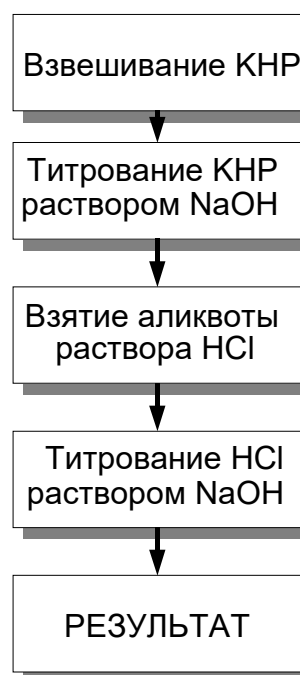 Взвешивание KHP
Титрование KHP
раствором NaOH
Взятие аликвоты
раствора HCl
Титрование HCl
раствором NaOH
РЕЗУЛЬТАТ